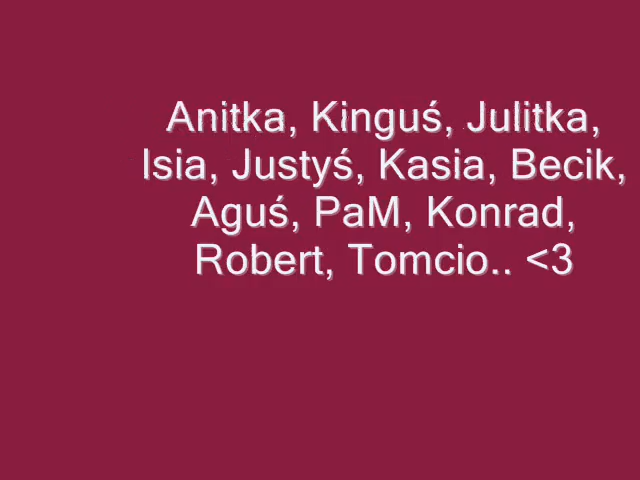 Anitka, Kinguś, Julitka,
Isia, Justyś, Kasia, Becik,
Aguś, PaM, Konrad,
Robert, Tomcio.. <3